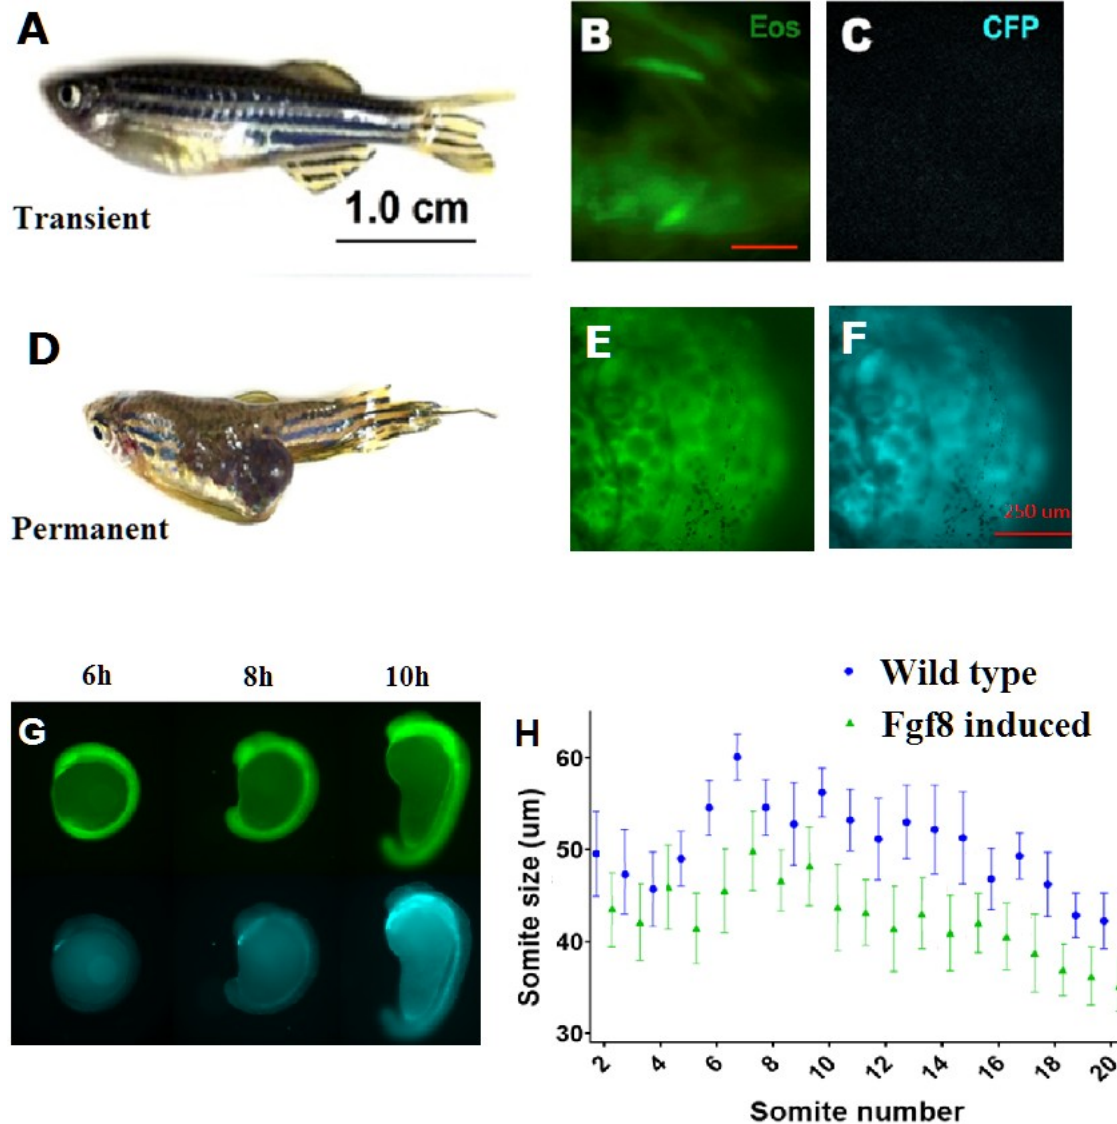 A
Transient
1.0 cm
B
Eos
C
CFP
D
Permanent
E
F
250 um
6h
8h
10h
G
H
Wild type
Fgf8 induced
Somite size (um)
60
50
40
30
2
4
6
8
10
12
14
16
18
20
Somite number